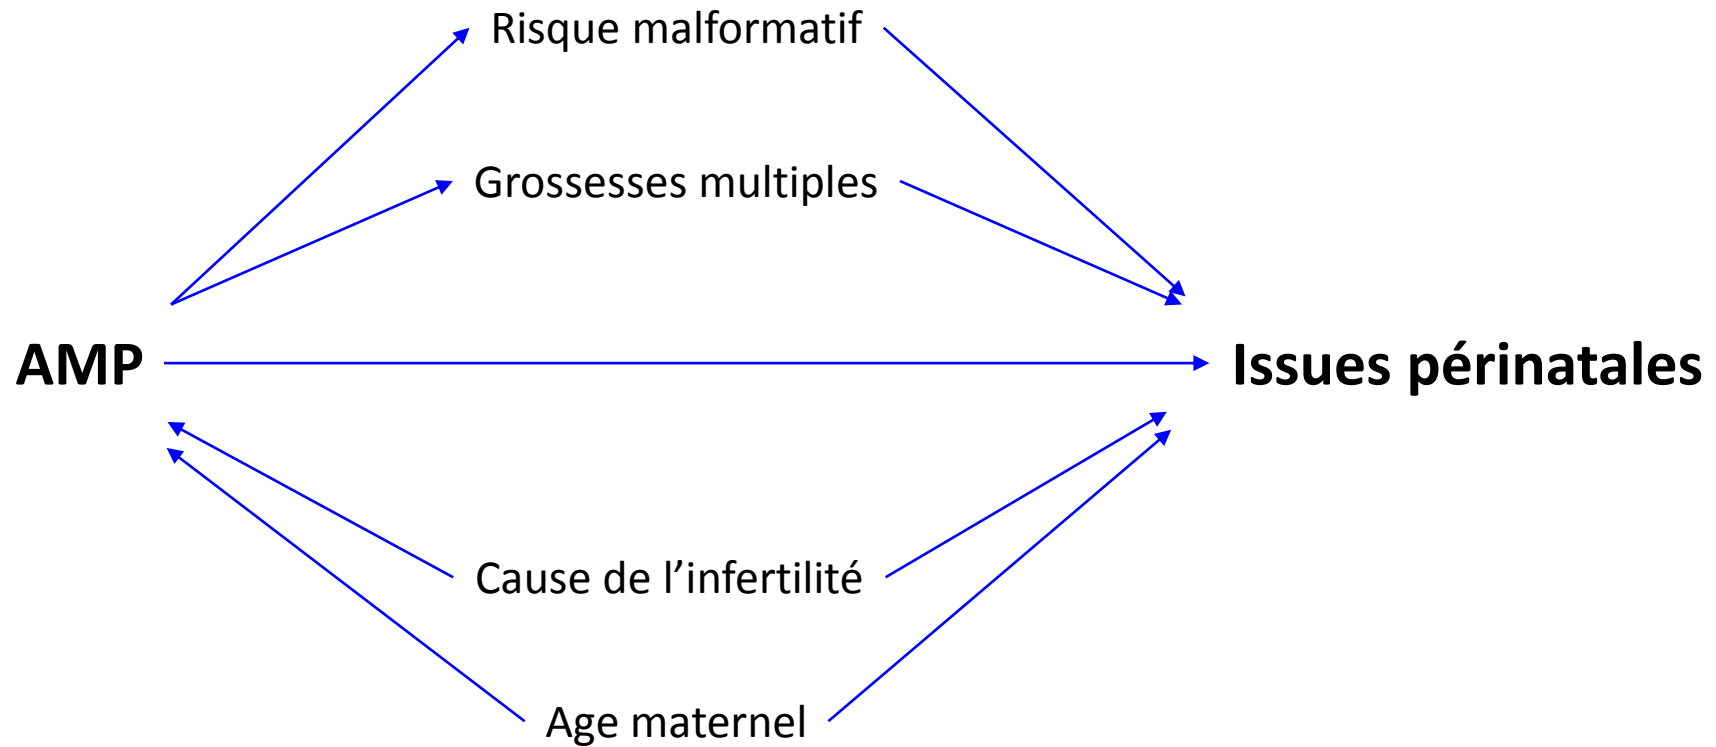 Risque malformatif
Grossesses multiples
AMP
Issues périnatales
Cause de l’infertilité
Age maternel